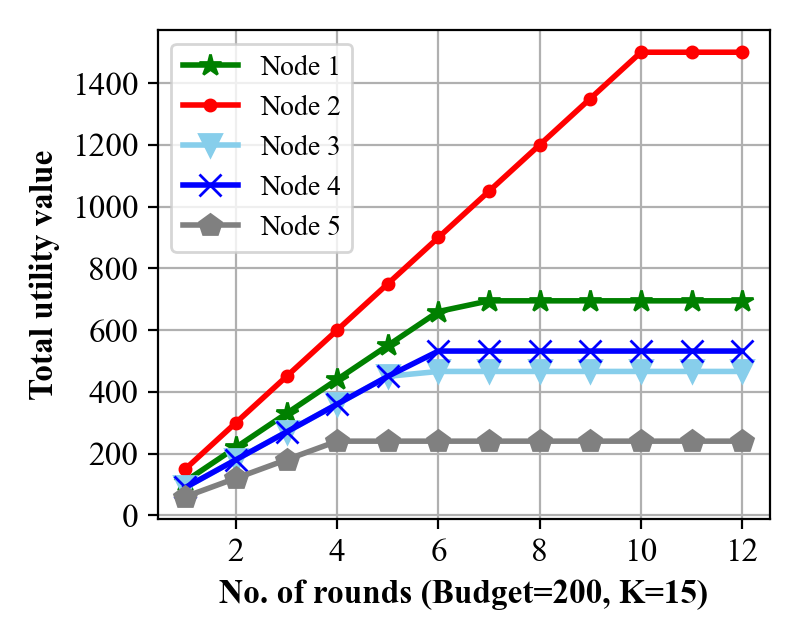 Node 1
Node 2
Node 3
Node 4
Node 5
Total utility value
1400
1200
1000
800
600
400
200
0
2 4 6 8 10 12
No. of rounds (Budget=200, K=15)